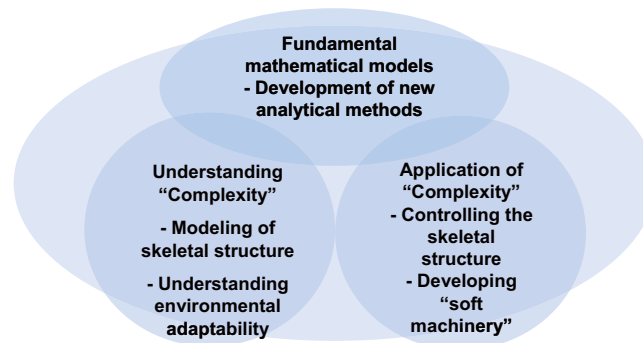 Fundamental
mathematical models
- Development of new
analytical methods
Understanding
“Complexity”
- Modeling of
skeletal structure
- Understanding
environmental
adaptability
Application of
“Complexity”
- Controlling the
skeletal
structure
- Developing
“soft
machinery”